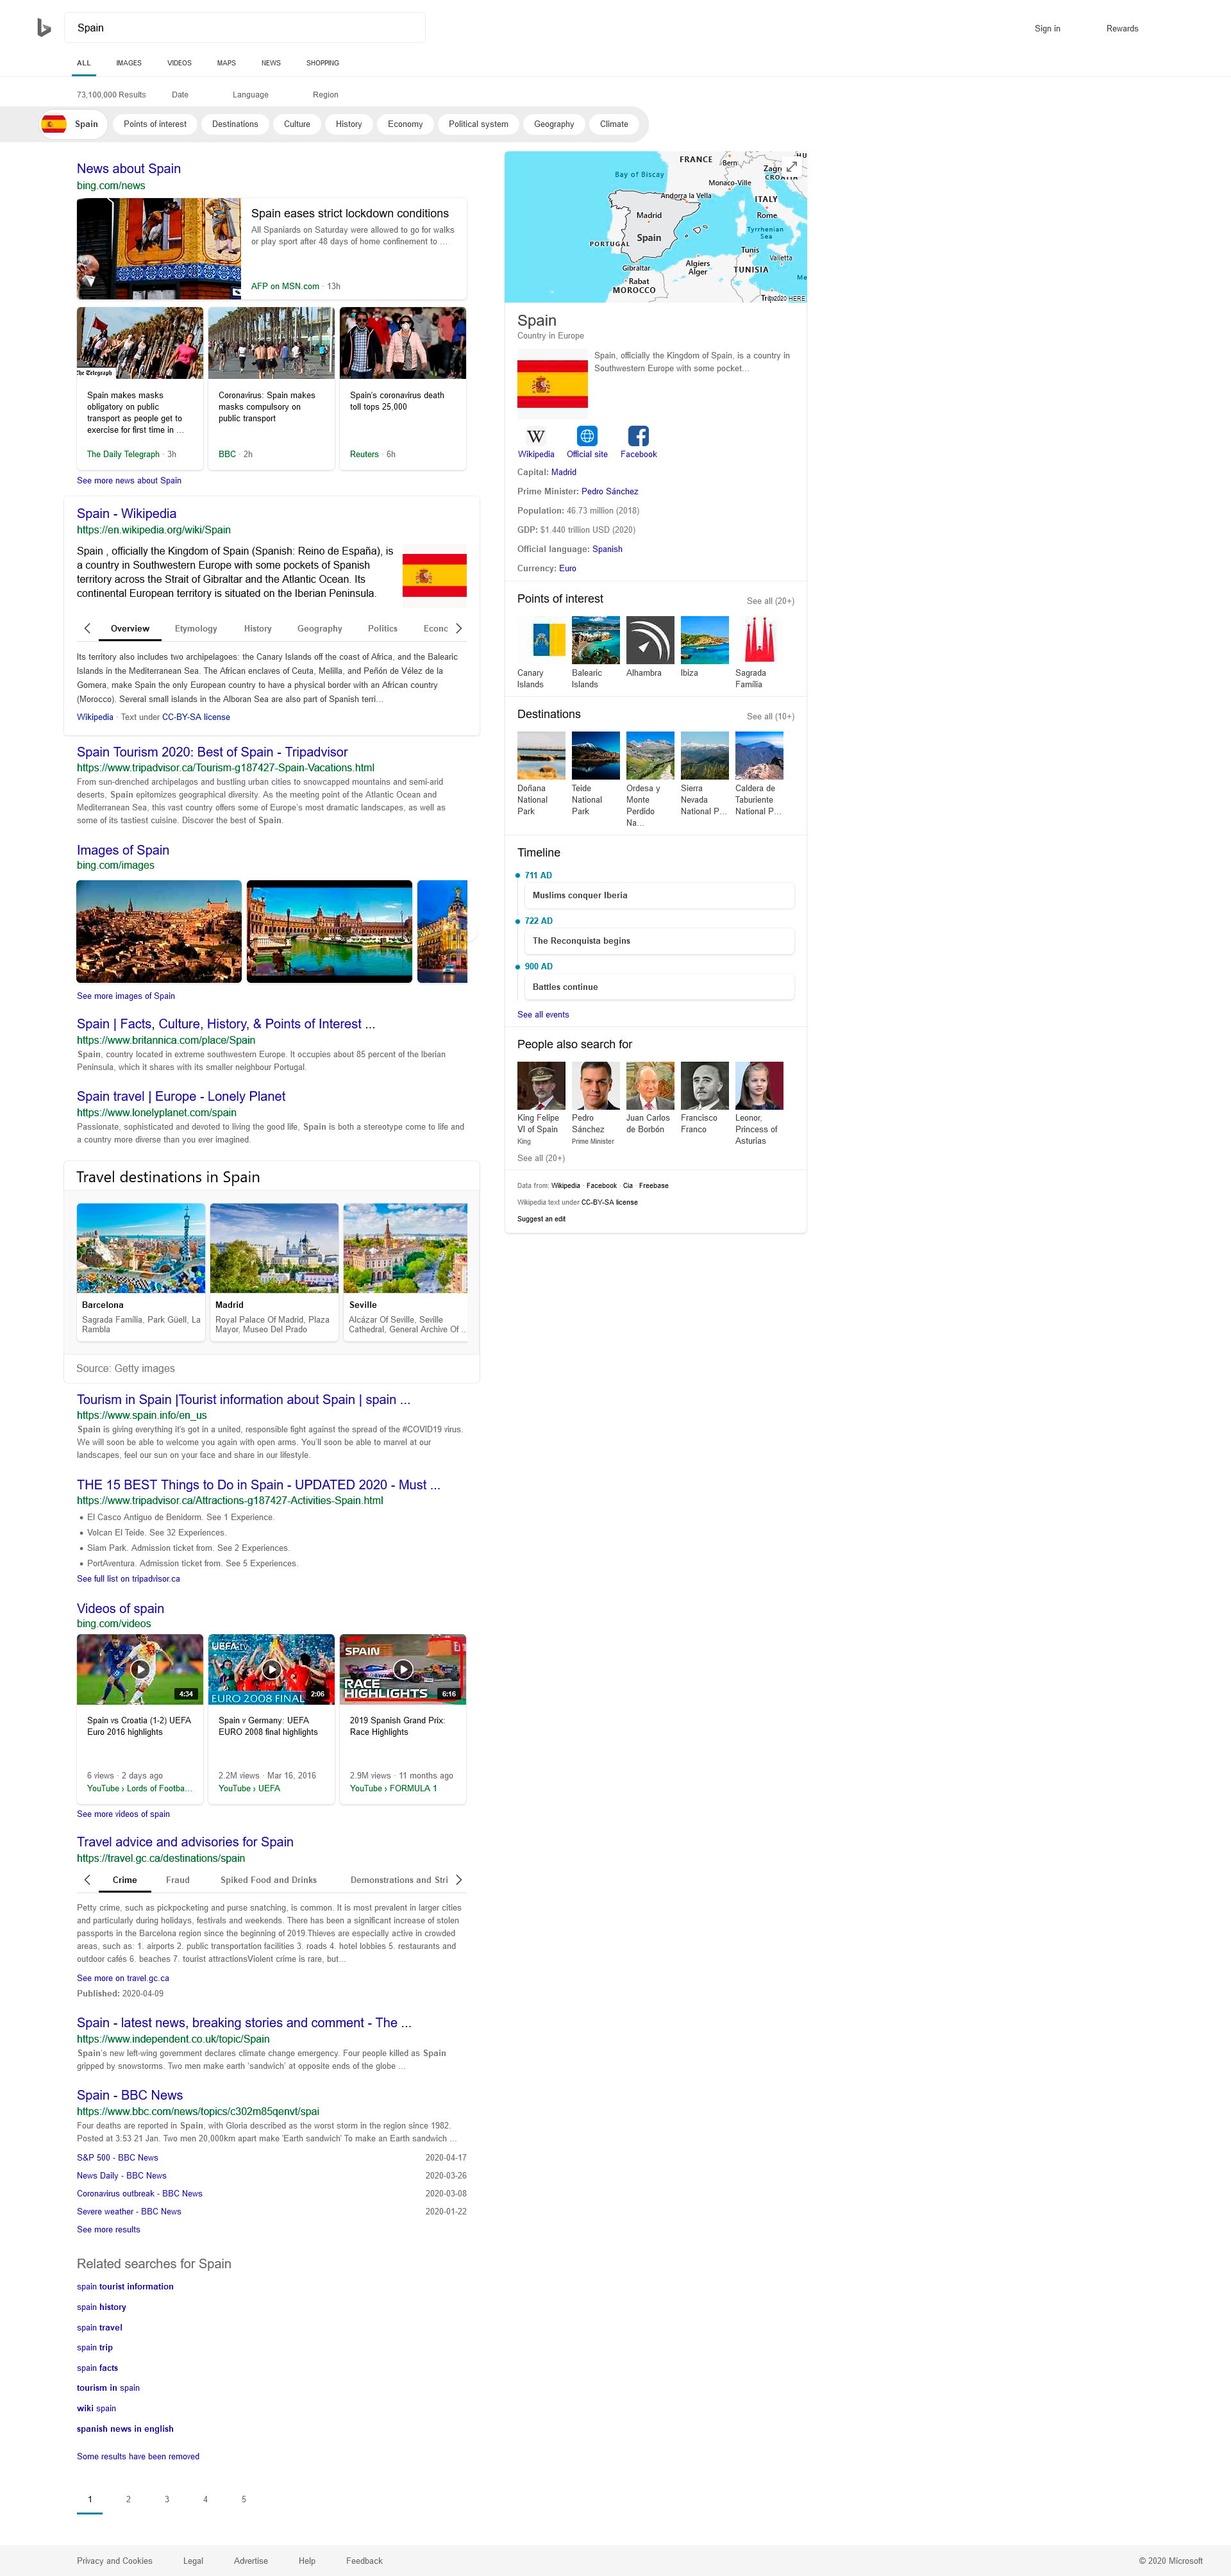 Spain
Sign in
Rewards
ALL
IMAGES
VIDEOS
MAPS
NEWS
SHOPPING
73,100,000 Results
Date
Language
Region
Spain
Points of interest
Destinations
Culture
History
Economy
Political system
Geography
Climate
News about Spain
bing.com/news
Spain eases strict lockdown conditions
All Spaniards on Saturday were allowed to go for walks
or play sport after 48 days of home confinement to ...
AFP on MSN.com · 13h
The Telegraph
Spain makes masks
obligatory on public
transport as people get to
exercise for first time in ...
The Daily Telegraph · 3h
Coronavirus: Spain makes
masks compulsory on
public transport
BBC · 2h
Spain's coronavirus death
toll tops 25,000
Reuters · 6h
See more news about Spain
Spain - Wikipedia
https://en.wikipedia.org/wiki/Spain
Spain , officially the Kingdom of Spain (Spanish: Reino de España), is
a country in Southwestern Europe with some pockets of Spanish
territory across the Strait of Gibraltar and the Atlantic Ocean. Its
continental European territory is situated on the Iberian Peninsula.
Overview
Etymology
History
Geography
Politics
Econc
Its territory also includes two archipelagoes: the Canary Islands off the coast of Africa, and the Balearic
Islands in the Mediterranean Sea. The African enclaves of Ceuta, Melilla, and Peñón de Vélez de la
Gomera, make Spain the only European country to have a physical border with an African country
(Morocco). Several small islands in the Alboran Sea are also part of Spanish terri...
Wikipedia · Text under CC-BY-SA license
Spain Tourism 2020: Best of Spain - Tripadvisor
https://www.tripadvisor.ca/Tourism-g187427-Spain-Vacations.html
From sun-drenched archipelagos and bustling urban cities to snowcapped mountains and semi-arid
deserts, Spain epitomizes geographical diversity. As the meeting point of the Atlantic Ocean and
Mediterranean Sea, this vast country offers some of Europe's most dramatic landscapes, as well as
some of its tastiest cuisine. Discover the best of Spain.
Images of Spain
bing.com/images
See more images of Spain
Spain | Facts, Culture, History, & Points of Interest ...
https://www.britannica.com/place/Spain
Spain, country located in extreme southwestern Europe. It occupies about 85 percent of the Iberian
Peninsula, which it shares with its smaller neighbour Portugal.
Spain travel | Europe - Lonely Planet
https://www.lonelyplanet.com/spain
Passionate, sophisticated and devoted to living the good life, Spain is both a stereotype come to life and
a country more diverse than you ever imagined.
Travel destinations in Spain
Barcelona
Sagrada Família, Park Güell, La
Rambla
Madrid
Royal Palace Of Madrid, Plaza
Mayor, Museo Del Prado
Seville
Alcázar Of Seville, Seville
Cathedral, General Archive Of ...
Source: Getty images
Tourism in Spain |Tourist information about Spain | spain ...
https://www.spain.info/en_us
Spain is giving everything it's got in a united, responsible fight against the spread of the #COVID19 virus.
We will soon be able to welcome you again with open arms. You'll soon be able to marvel at our
landscapes, feel our sun on your face and share in our lifestyle.
THE 15 BEST Things to Do in Spain - UPDATED 2020 - Must ...
https://www.tripadvisor.ca/Attractions-g187427-Activities-Spain.html
• El Casco Antiguo de Benidorm. See 1 Experience.
• Volcan El Teide. See 32 Experiences.
• Siam Park. Admission ticket from. See 2 Experiences.
• PortAventura. Admission ticket from. See 5 Experiences.
See full list on tripadvisor.ca
Videos of spain
bing.com/videos
4:34
Spain vs Croatia (1-2) UEFA
Euro 2016 highlights
6 views · 2 days ago
YouTube › Lords of Footba...
UEFA tv
EURO 2008 FINAL
2:06
Spain v Germany: UEFA
EURO 2008 final highlights
2.2M views · Mar 16, 2016
YouTube › UEFA
SPAIN
RACE
HIGHLIGHTS
6:16
2019 Spanish Grand Prix:
Race Highlights
2.9M views · 11 months ago
YouTube › FORMULA 1
See more videos of spain
Travel advice and advisories for Spain
https://travel.gc.ca/destinations/spain
Crime
Fraud
Spiked Food and Drinks
Demonstrations and Stri
Petty crime, such as pickpocketing and purse snatching, is common. It is most prevalent in larger cities
and particularly during holidays, festivals and weekends. There has been a significant increase of stolen
passports in the Barcelona region since the beginning of 2019.Thieves are especially active in crowded
areas, such as: 1. airports 2. public transportation facilities 3. roads 4. hotel lobbies 5. restaurants and
outdoor cafés 6. beaches 7. tourist attractionsViolent crime is rare, but...
See more on travel.gc.ca
Published: 2020-04-09
Spain - latest news, breaking stories and comment - The ...
https://www.independent.co.uk/topic/Spain
Spain's new left-wing government declares climate change emergency. Four people killed as Spain
gripped by snowstorms. Two men make earth 'sandwich' at opposite ends of the globe ...
Spain - BBC News
https://www.bbc.com/news/topics/c302m85qenvt/spai
Four deaths are reported in Spain, with Gloria described as the worst storm in the region since 1982.
Posted at 3:53 21 Jan. Two men 20,000km apart make 'Earth sandwich' To make an Earth sandwich ...
S&P 500 - BBC News 2020-04-17
News Daily - BBC News 2020-03-26
Coronavirus outbreak - BBC News 2020-03-08
Severe weather - BBC News 2020-01-22
See more results
Related searches for Spain
spain tourist information
spain history
spain travel
spain trip
spain facts
tourism in spain
wiki spain
spanish news in english
Some results have been removed
1
2
3
4
5
FRANCE
Bern
HU
Zagr
CROATIA
Bay of Biscay
Monaco-Ville
Andorra la Vella
ITALY
Madrid
Rome
Tyrrhenian
Sea
Spain
PORTUGAL
Tunis
Valletta
Gibraltar
Algiers
Alger
TUNISIA
Rabat
MOROCCO
Me
Trip
2020 HERE
Spain
Country in Europe
Spain, officially the Kingdom of Spain, is a country in
Southwestern Europe with some pocket...
W
Wikipedia
Official site
Facebook
Capital: Madrid
Prime Minister: Pedro Sánchez
Population: 46.73 million (2018)
GDP: $1.440 trillion USD (2020)
Official language: Spanish
Currency: Euro
Points of interest
See all (20+)
Canary
Islands
Balearic
Islands
Alhambra
Ibiza
Sagrada
Família
Destinations
See all (10+)
Doñana
National
Park
Teide
National
Park
Ordesa y
Monte
Perdido
Na...
Sierra
Nevada
National P...
Caldera de
Taburiente
National P...
Timeline
711 AD
Muslims conquer Iberia
722 AD
The Reconquista begins
900 AD
Battles continue
See all events
People also search for
King Felipe
VI of Spain
King
Pedro
Sánchez
Prime Minister
Juan Carlos
de Borbón
Francisco
Franco
Leonor,
Princess of
Asturias
See all (20+)
Data from: Wikipedia · Facebook · Cia · Freebase
Wikipedia text under CC-BY-SA license
Suggest an edit
Privacy and Cookies
Legal
Advertise
Help
Feedback
© 2020 Microsoft